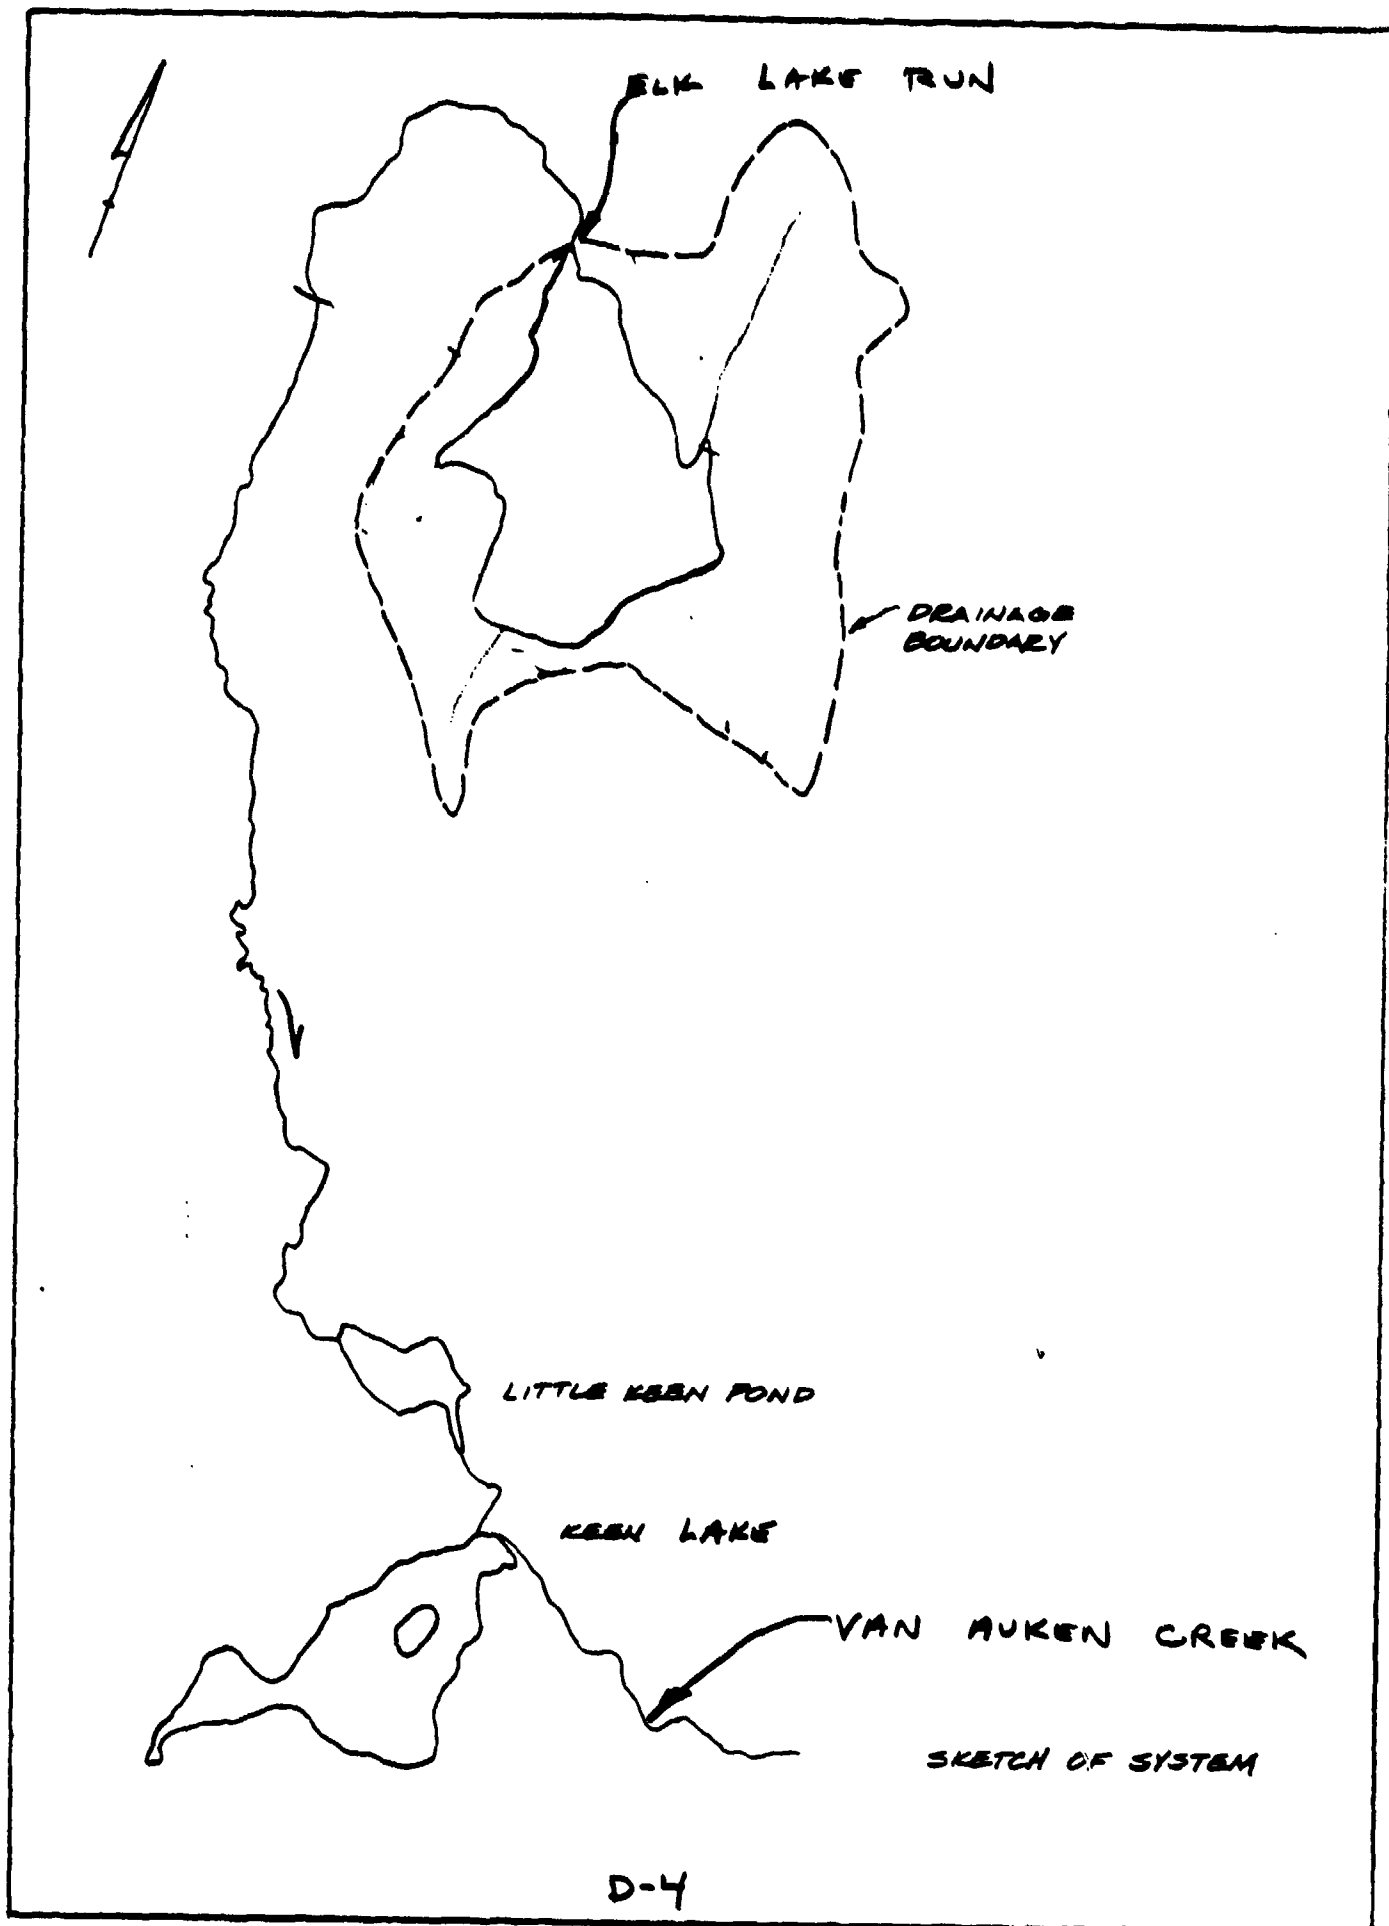 ELK LAKE RUN
DRAINAGE
BOUNDARY
LITTLE KEEN POND
KEEN LAKE
VAN AUKEN CREEK
SKETCH OF SYSTEM
D-4